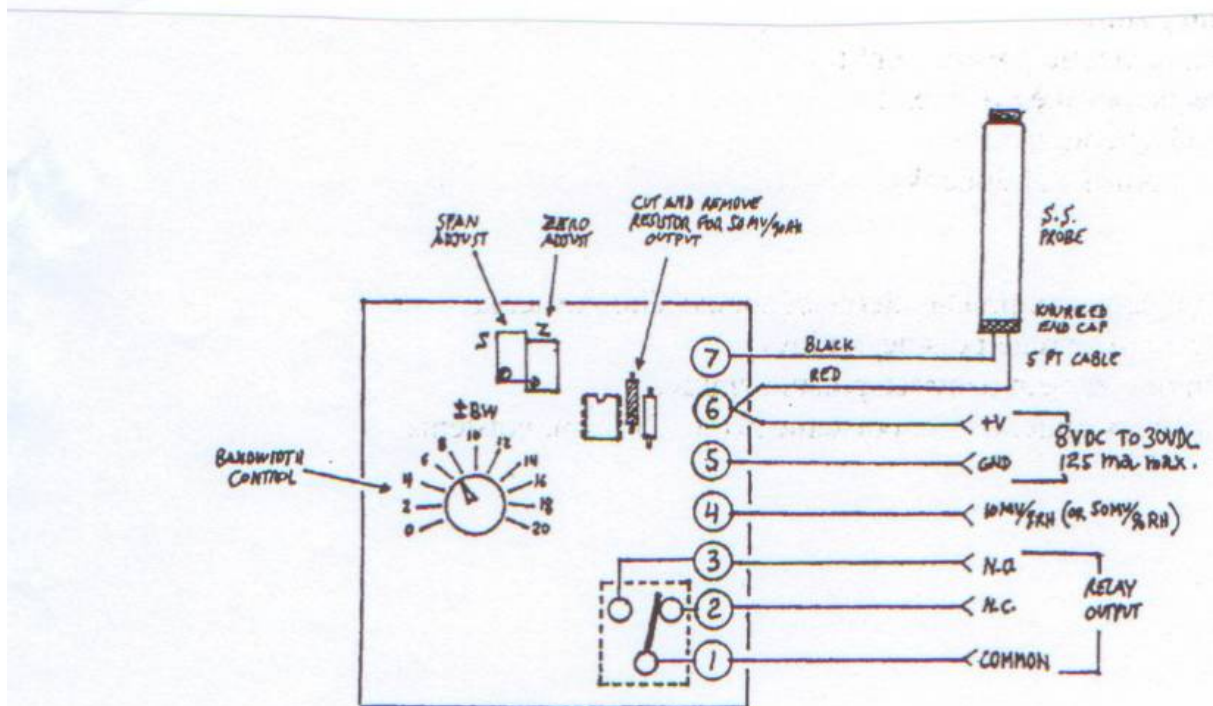 CUT AND REMOVE
RESISTOR FOR 50MV/%RH
OUTPUT
SPAN
ADJUST
ZERO
ADJUST
S.S.
PROBE
KNURLED
END CAP
5 FT CABLE
S
Z
7
BLACK
RED
6
+V
8VDC TO 30VDC
125 ma. max.
5
GND
±BW
0
2
4
6
8
10
12
14
16
18
20
BANDWIDTH
CONTROL
4
10MV/%RH (OR 50MV/%RH)
3
N.O.
2
N.C.
RELAY
OUTPUT
1
COMMON